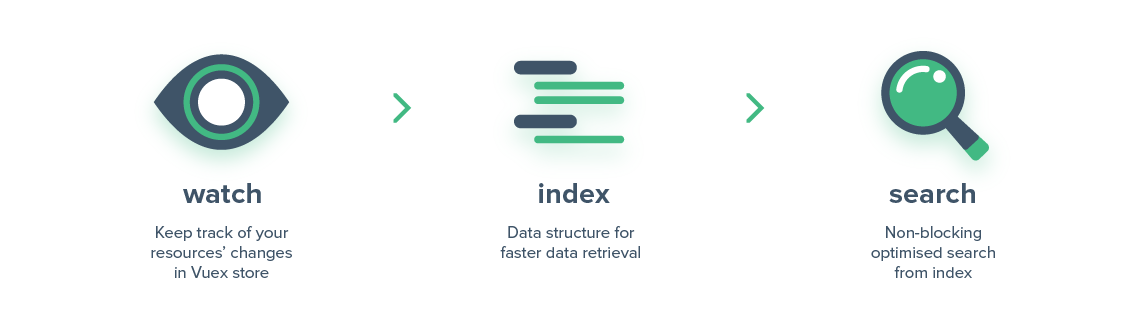 watch
Keep track of your
resources’ changes
in Vuex store
index
Data structure for
faster data retrieval
search
Non-blocking
optimised search
from index